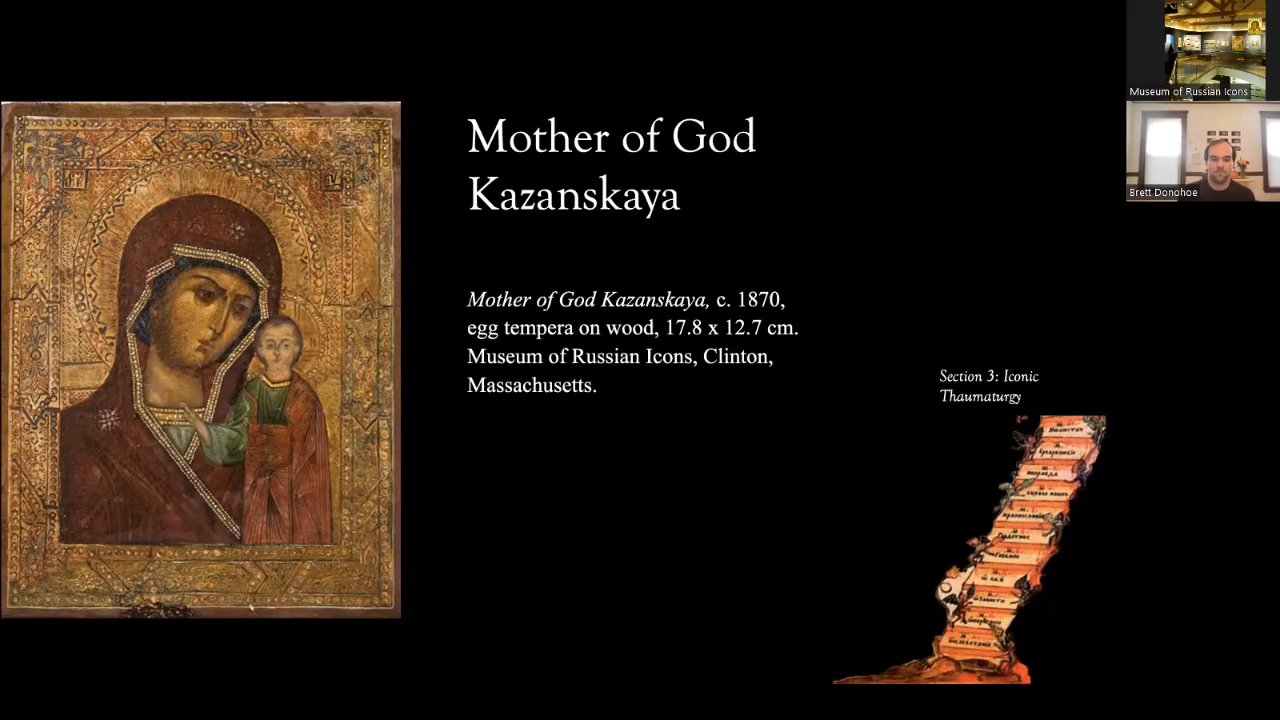 Mother of God
Kazanskaya
Mother of God Kazanskaya, c. 1870,
egg tempera on wood, 17.8 x 12.7 cm.
Museum of Russian Icons, Clinton,
Massachusetts.
Section 3: Iconic
Thaumaturgy
Museum of Russian Icons
Brett Donohoe